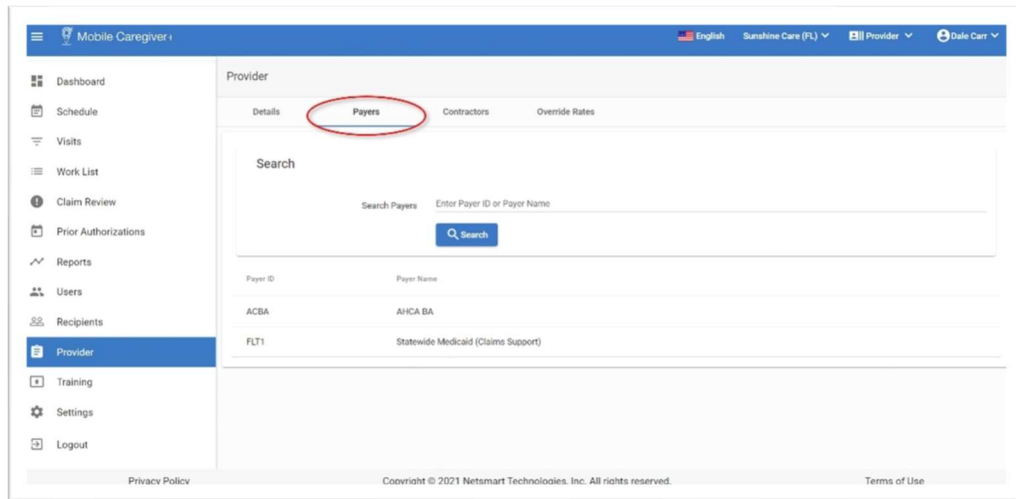 Mobile Caregiver+
English Sunshine Care (FL) Provider Dale Carr
Dashboard
Schedule
Visits
Work List
Claim Review
Prior Authorizations
Reports
Users
Recipients
Provider
Training
Settings
Logout
Provider
Details Payers Contractors Override Rates
Search
Search Payers Enter Payer ID or Payer Name
Search
Payer ID Payer Name
ACBA AHCA BA
FLT1 Statewide Medicaid (Claims Support)
Privacy Policy Copyright © 2021 Netsmart Technologies, Inc. All rights reserved. Terms of Use